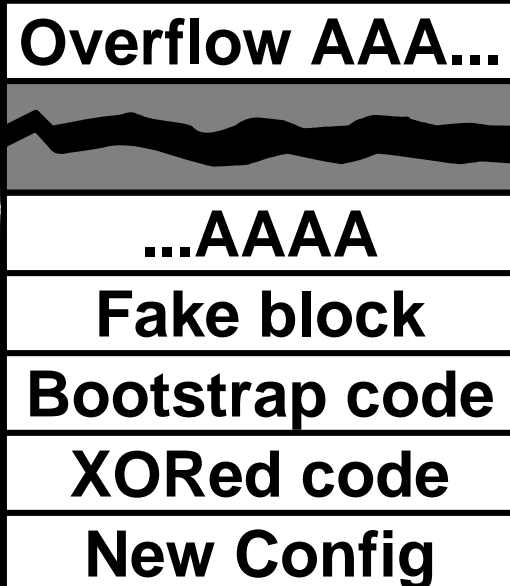 Overflow AAA...
...AAAA
Fake block
Bootstrap code
XORed code
New Config